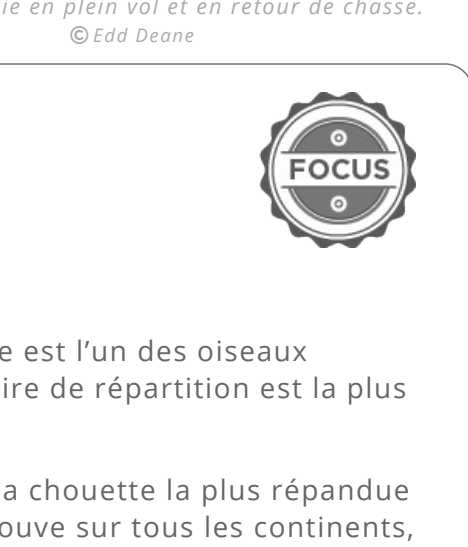 ie en plein vol et en retour de chasse.
© Edd Deane
FOCUS
e est l’un des oiseaux
ire de répartition est la plus
a chouette la plus répandue
ouve sur tous les continents,